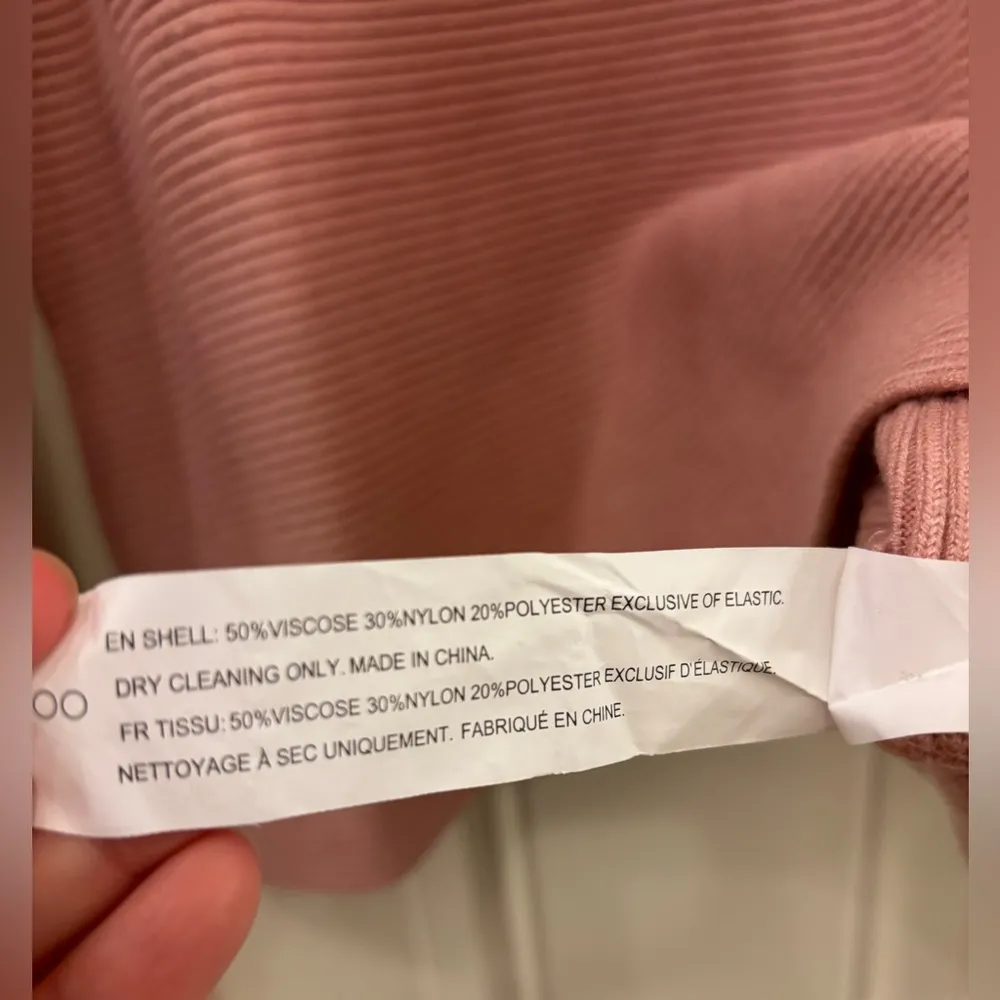 EN SHELL: 50%VISCOSE 30%NYLON 20%POLYESTER EXCLUSIVE OF ELASTIC.
DRY CLEANING ONLY. MADE IN CHINA.
FR TISSU: 50%VISCOSE 30%NYLON 20%POLYESTER EXCLUSIF D'ÉLASTIQUE.
NETTOYAGE À SEC UNIQUEMENT. FABRIQUÉ EN CHINE.